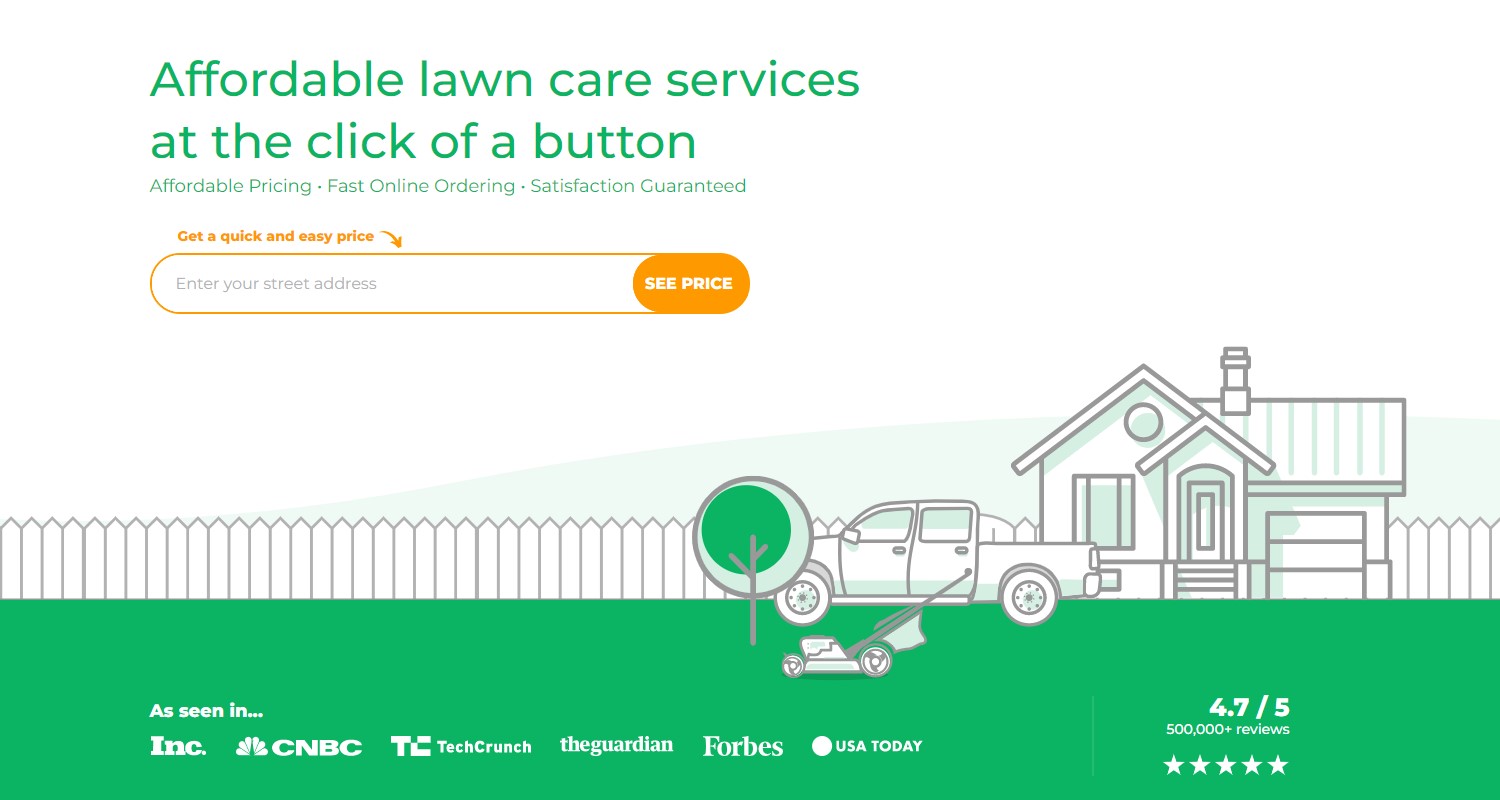 Affordable lawn care services
at the click of a button
Affordable Pricing • Fast Online Ordering • Satisfaction Guaranteed
Get a quick and easy price
Enter your street address
SEE PRICE
As seen in...
Inc. CNBC TC TechCrunch theguardian Forbes USA TODAY
4.7 / 5
500,000+ reviews